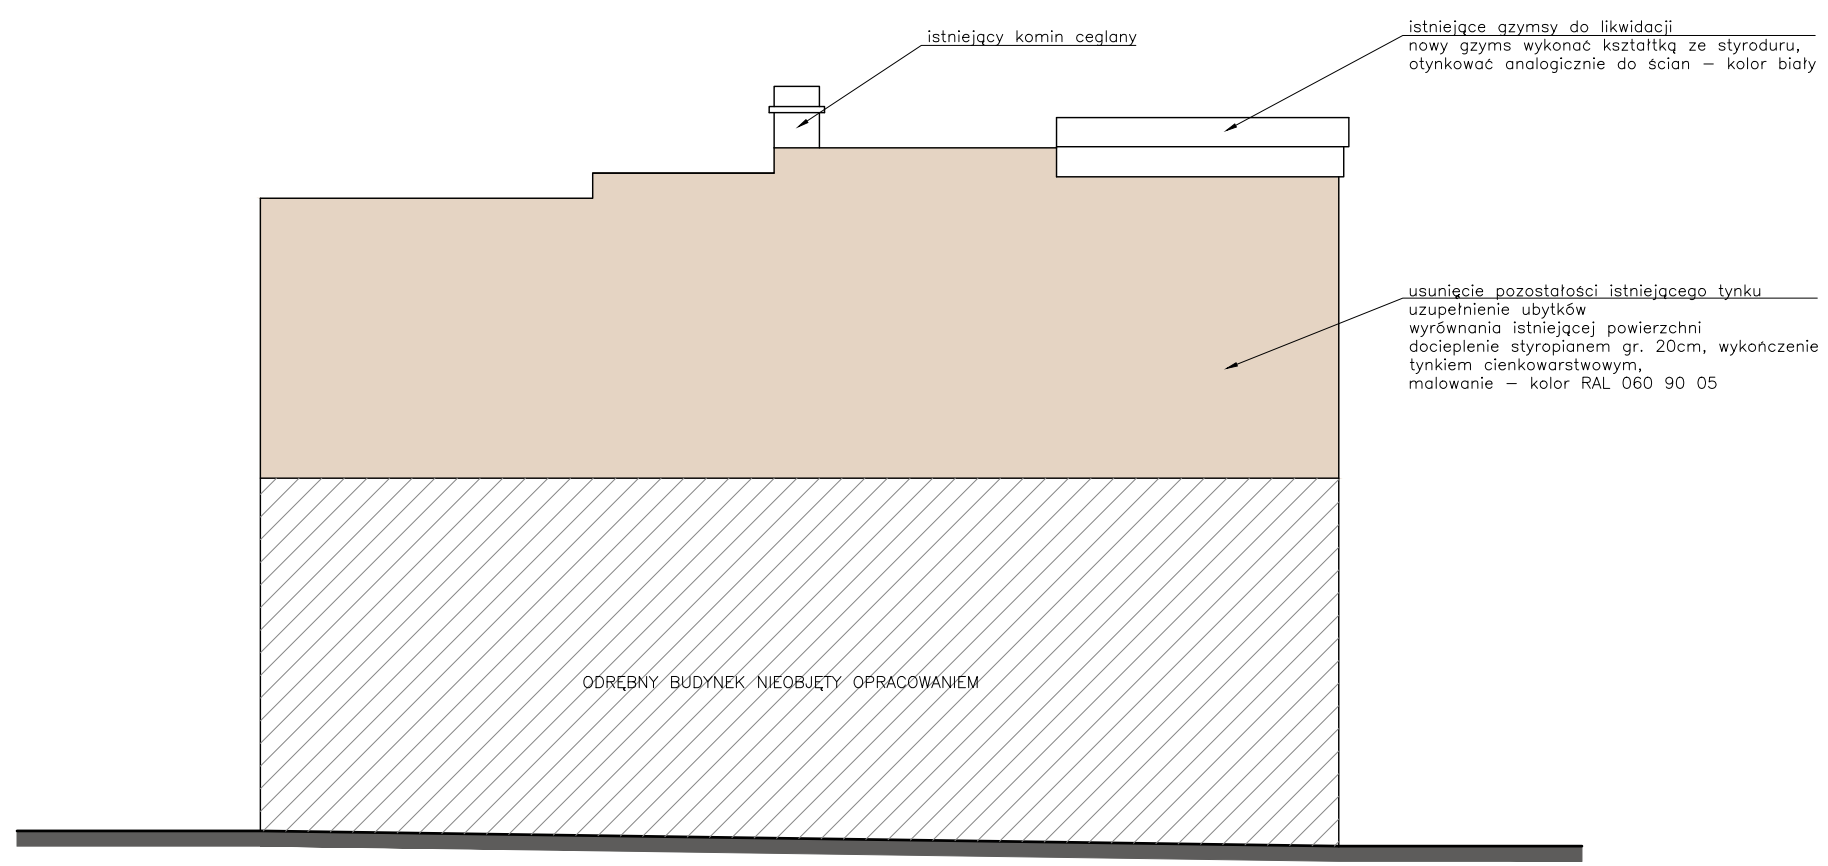 istniejący komin ceglany
istniejące gzymsy do likwidacji
nowy gzyms wykonać kształtką ze styroduru,
otynkować analogicznie do ścian – kolor biały
usunięcie pozostałości istniejącego tynku
uzupełnienie ubytków
wyrównania istniejącej powierzchni
docieplenie styropianem gr. 20cm, wykończenie
tynkiem cienkowarstwowym,
malowanie – kolor RAL 060 90 05
ODRĘBNY BUDYNEK NIEOBJĘTY OPRACOWANIEM